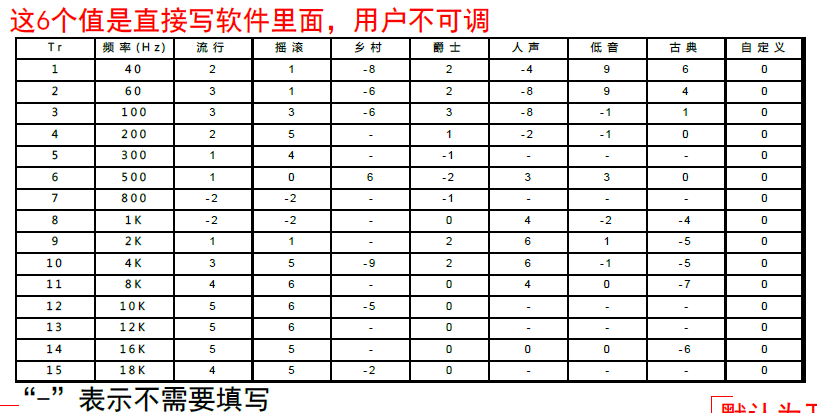 这6个值是直接写软件里面，用户不可调
Tr 频率(Hz) 流行 摇滚 乡村 爵士 人声 低音 古典 自定义
1 40 2 1 -8 2 -4 9 6 0
2 60 3 1 -6 2 -8 9 4 0
3 100 3 3 -6 3 -8 -1 1 0
4 200 2 5 - 1 -2 -1 0 0
5 300 1 4 - -1 - - - 0
6 500 1 0 6 -2 3 3 0 0
7 800 -2 -2 - -1 - - - 0
8 1K -2 -2 - 0 4 -2 -4 0
9 2K 1 1 - 2 6 1 -5 0
10 4K 3 5 -9 2 6 -1 -5 0
11 8K 4 6 - 0 4 0 -7 0
12 10K 5 6 -5 0 - - - 0
13 12K 5 6 - 0 - - - 0
14 16K 5 5 - 0 0 0 -6 0
15 18K 4 5 -2 0 - - - 0
“-”表示不需要填写